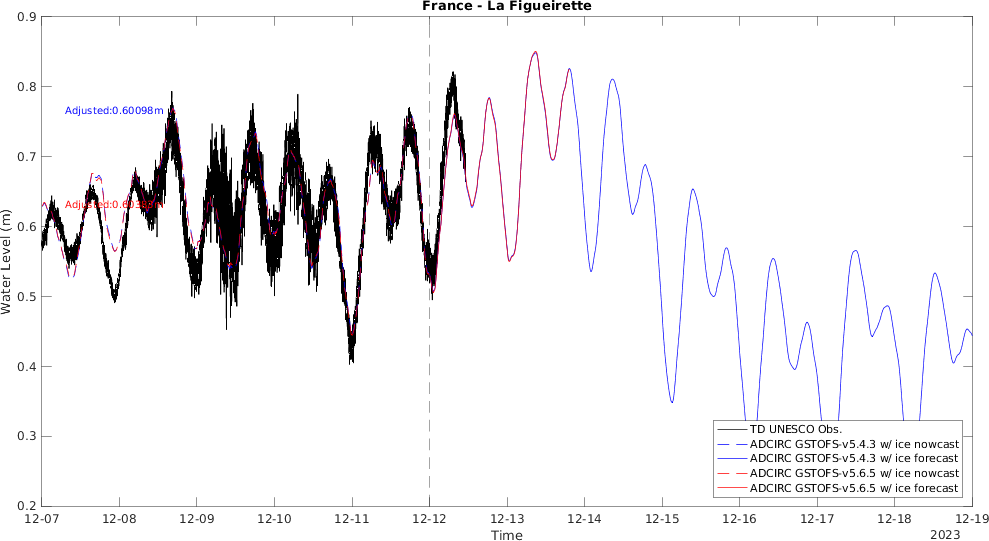 France - La Figueirette
0.9
0.8
0.7
0.6
0.5
0.4
0.3
0.2
Water Level (m)
Adjusted:0.60098m
TD UNESCO Obs.
ADCIRC GSTOFS-v5.4.3 w/ ice nowcast
ADCIRC GSTOFS-v5.4.3 w/ ice forecast
ADCIRC GSTOFS-v5.6.5 w/ ice nowcast
ADCIRC GSTOFS-v5.6.5 w/ ice forecast
12-07 12-08 12-09 12-10 12-11 12-12 12-13 12-14 12-15 12-16 12-17 12-18 12-19
Time
2023